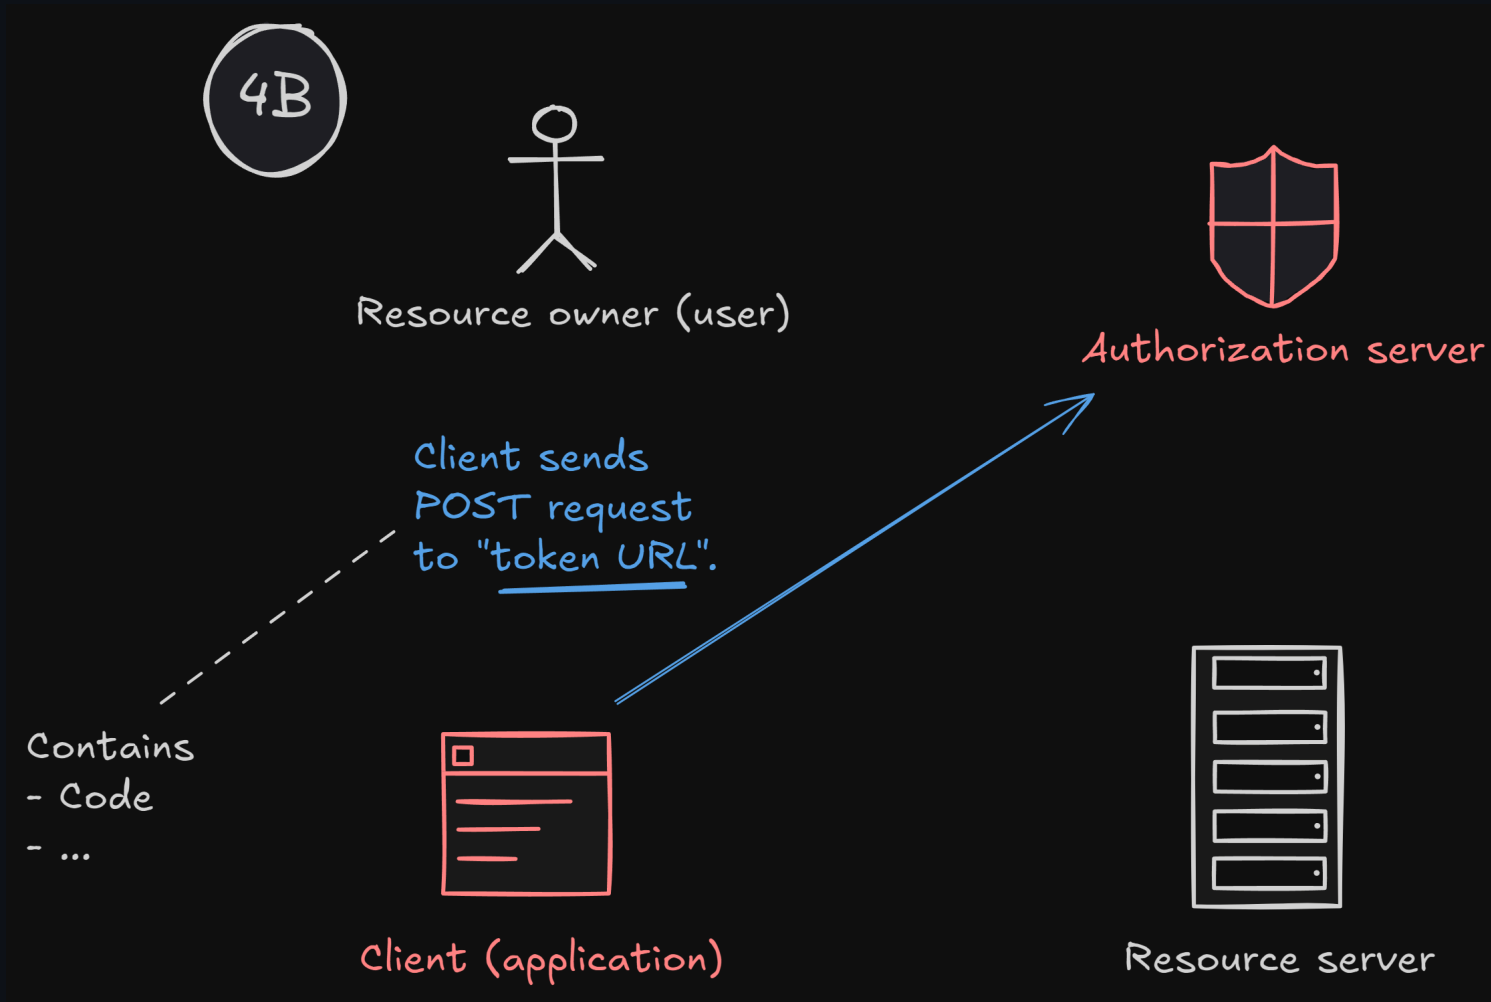 4B
Resource owner (user)
Authorization server
Client sends
POST request
to "token URL".
Contains
- Code
- ...
Client (application)
Resource server